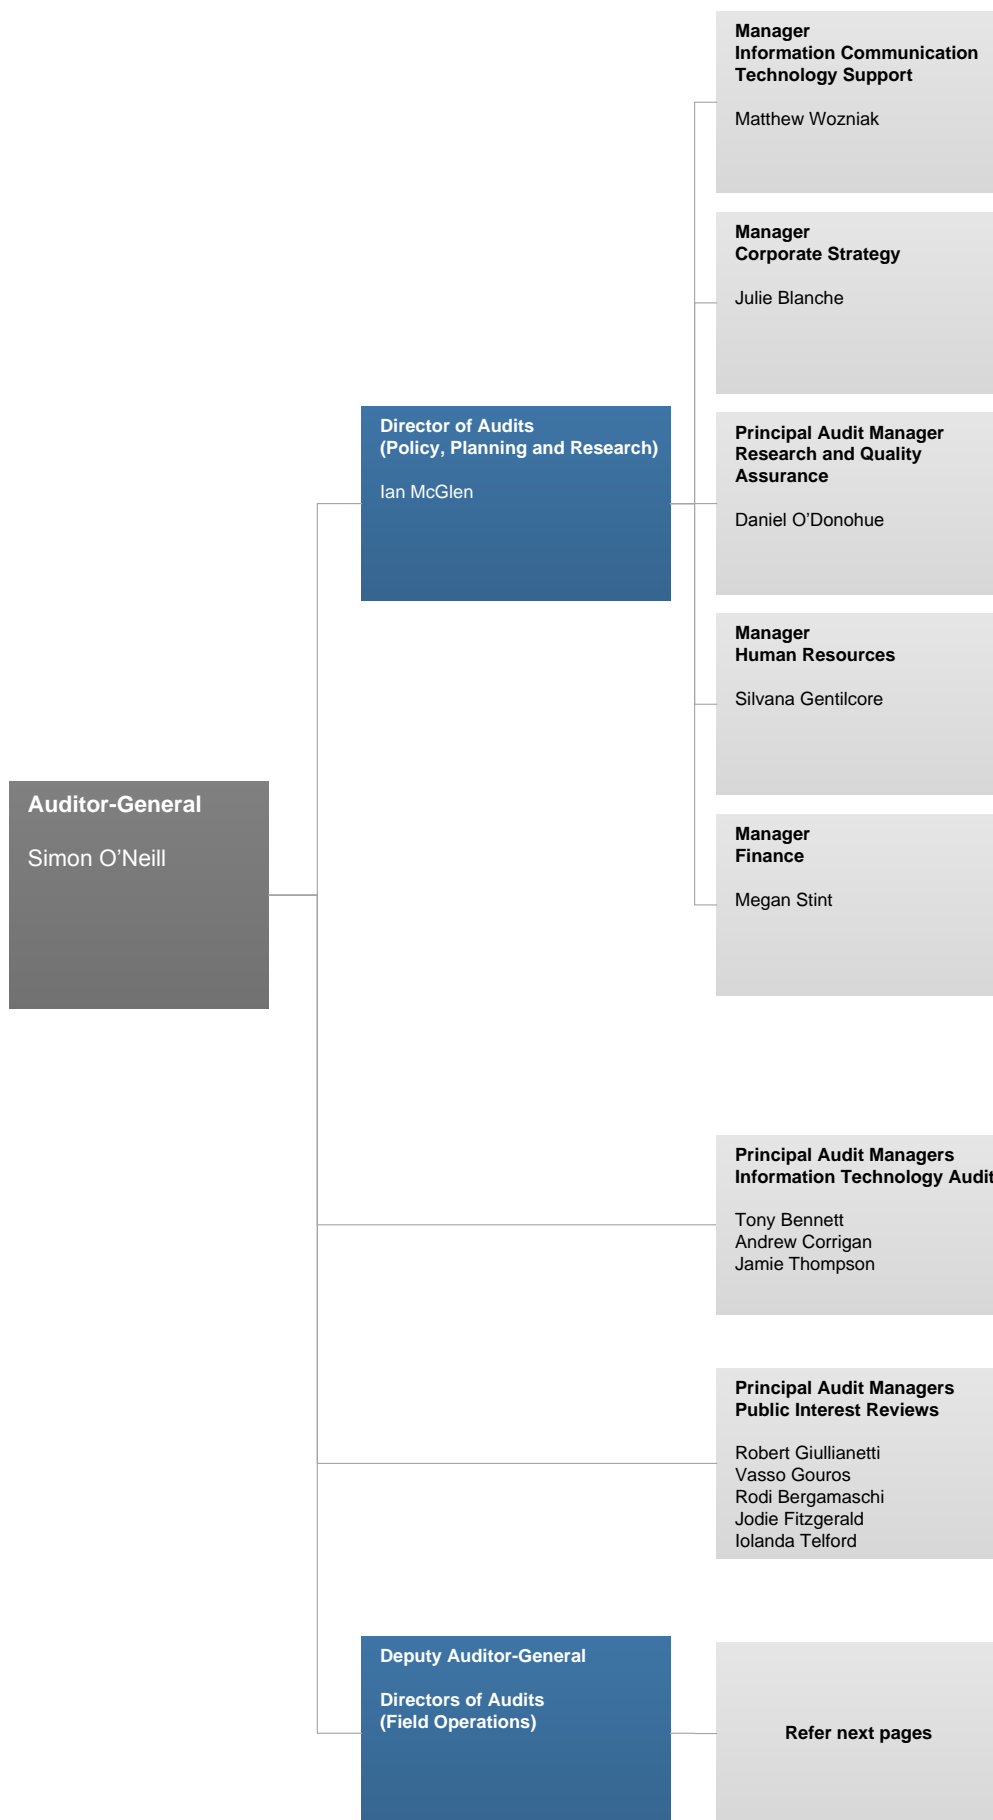 Manager
Information Communication
Technology Support
Matthew Wozniak
Manager
Corporate Strategy
Julie Blanche
Director of Audits
(Policy, Planning and Research)
Ian McGlen
Principal Audit Manager
Research and Quality
Assurance
Daniel O’Donohue
Manager
Human Resources
Silvana Gentilcore
Auditor-General
Simon O’Neill
Manager
Finance
Megan Stint
Principal Audit Managers
Information Technology Audit
Tony Bennett
Andrew Corrigan
Jamie Thompson
Principal Audit Managers
Public Interest Reviews
Robert Giullianetti
Vasso Gouros
Rodi Bergamaschi
Jodie Fitzgerald
Iolanda Telford
Deputy Auditor-General
Directors of Audits
(Field Operations)
Refer next pages